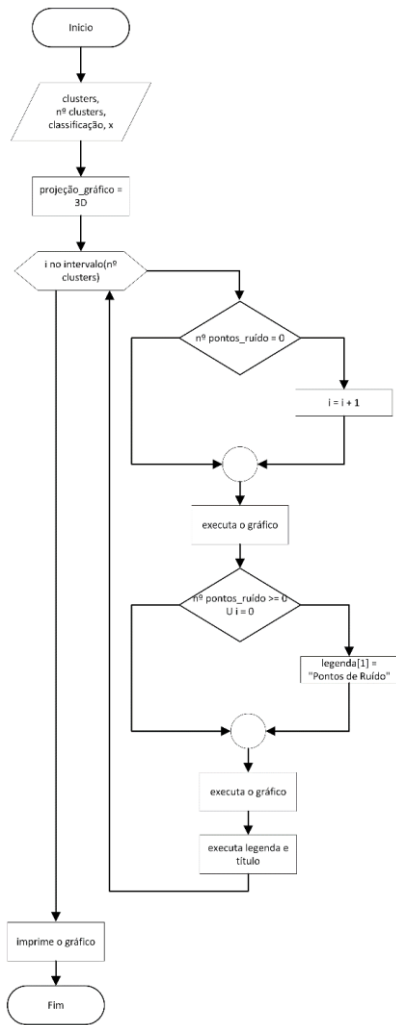 Inicio
clusters,
nº clusters,
classificação, x
projeção_gráfico =
3D
i no intervalo(nº
clusters)
nº pontos_ruído = 0
i = i + 1
executa o gráfico
nº pontos_ruído >= 0
U i = 0
legenda[1] =
"Pontos de Ruído"
executa o gráfico
executa legenda e
título
imprime o gráfico
Fim